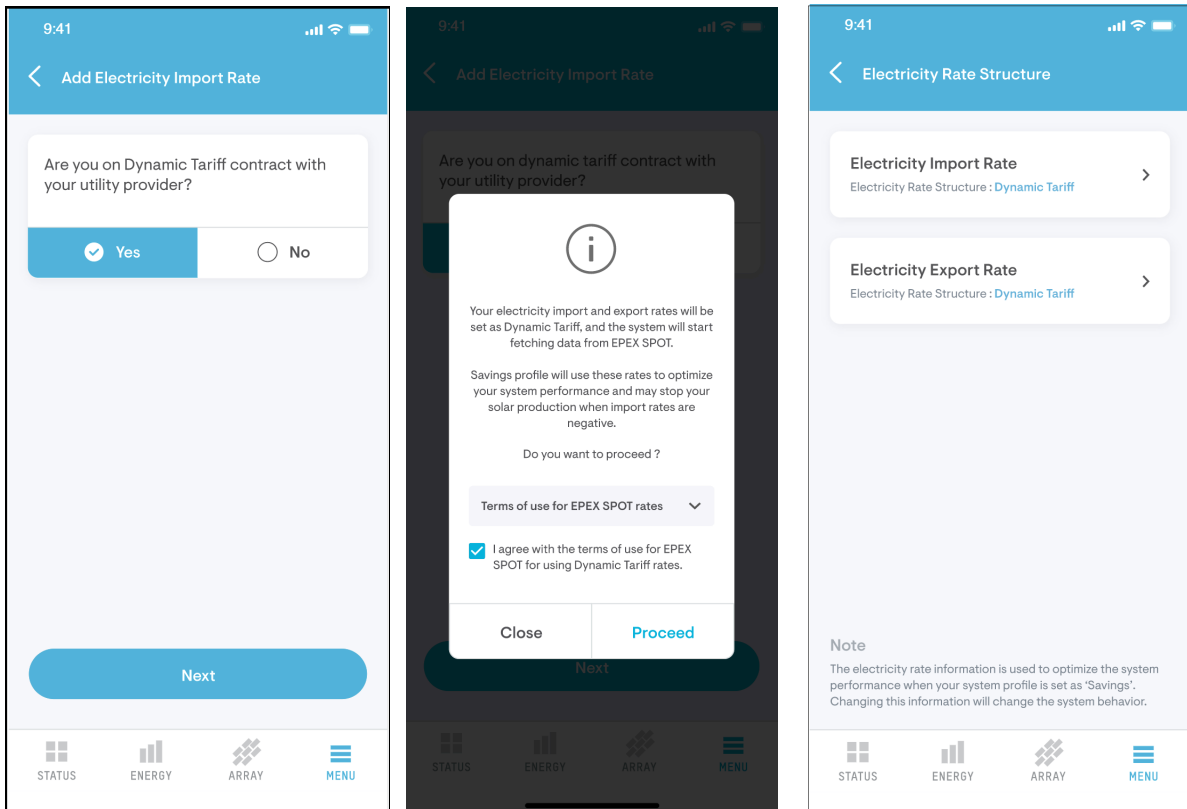 9:41
Add Electricity Import Rate
Are you on Dynamic Tariff contract with
your utility provider?
Yes
No
Next
STATUS
ENERGY
ARRAY
MENU
9:41
Add Electricity Import Rate
Are you on dynamic tariff contract with
your utility provider?
Your electricity import and export rates will be
set as Dynamic Tariff, and the system will start
fetching data from EPEX SPOT.
Savings profile will use these rates to optimize
your system performance and may stop your
solar production when import rates are
negative.
Do you want to proceed ?
Terms of use for EPEX SPOT rates
I agree with the terms of use for EPEX
SPOT for using Dynamic Tariff rates.
Close
Proceed
Next
STATUS
ENERGY
ARRAY
MENU
9:41
Electricity Rate Structure
Electricity Import Rate
Electricity Rate Structure : Dynamic Tariff
Electricity Export Rate
Electricity Rate Structure : Dynamic Tariff
Note
The electricity rate information is used to optimize the system
performance when your system profile is set as ‘Savings’.
Changing this information will change the system behavior.
STATUS
ENERGY
ARRAY
MENU